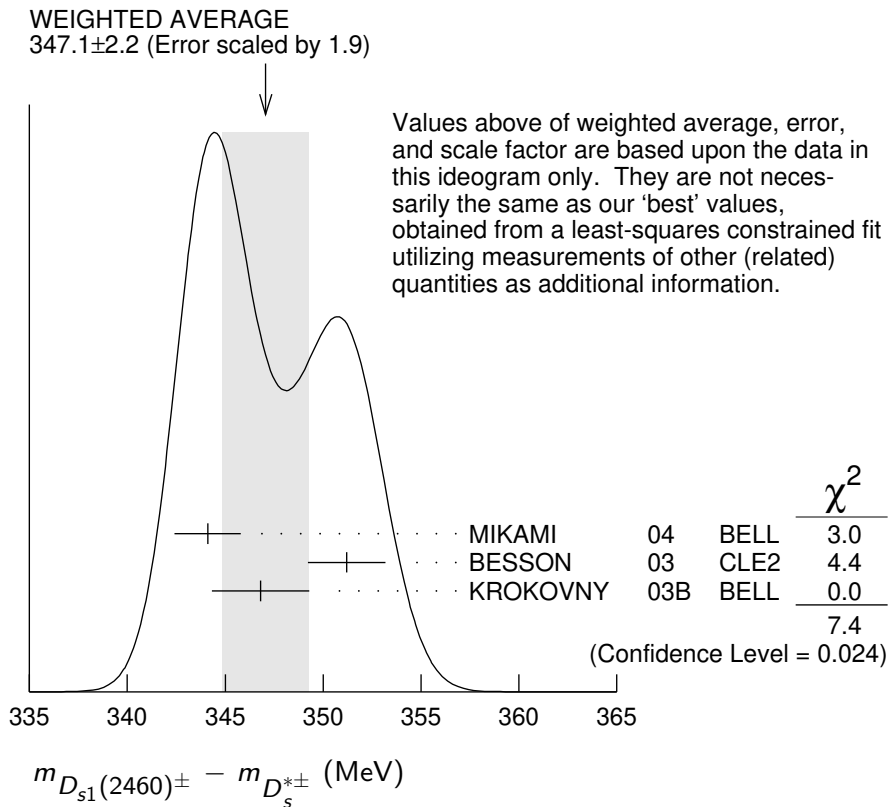 WEIGHTED AVERAGE
347.1±2.2 (Error scaled by 1.9)
Values above of weighted average, error,
and scale factor are based upon the data in
this ideogram only. They are not neces-
sarily the same as our ‘best’ values,
obtained from a least-squares constrained fit
utilizing measurements of other (related)
quantities as additional information.
χ²
MIKAMI 04 BELL 3.0
BESSON 03 CLE2 4.4
KROKOVNY 03B BELL 0.0
7.4
(Confidence Level = 0.024)
335 340 345 350 355 360 365
m_{D_{s1}(2460)^±} − m_{D_s^{*±}} (MeV)